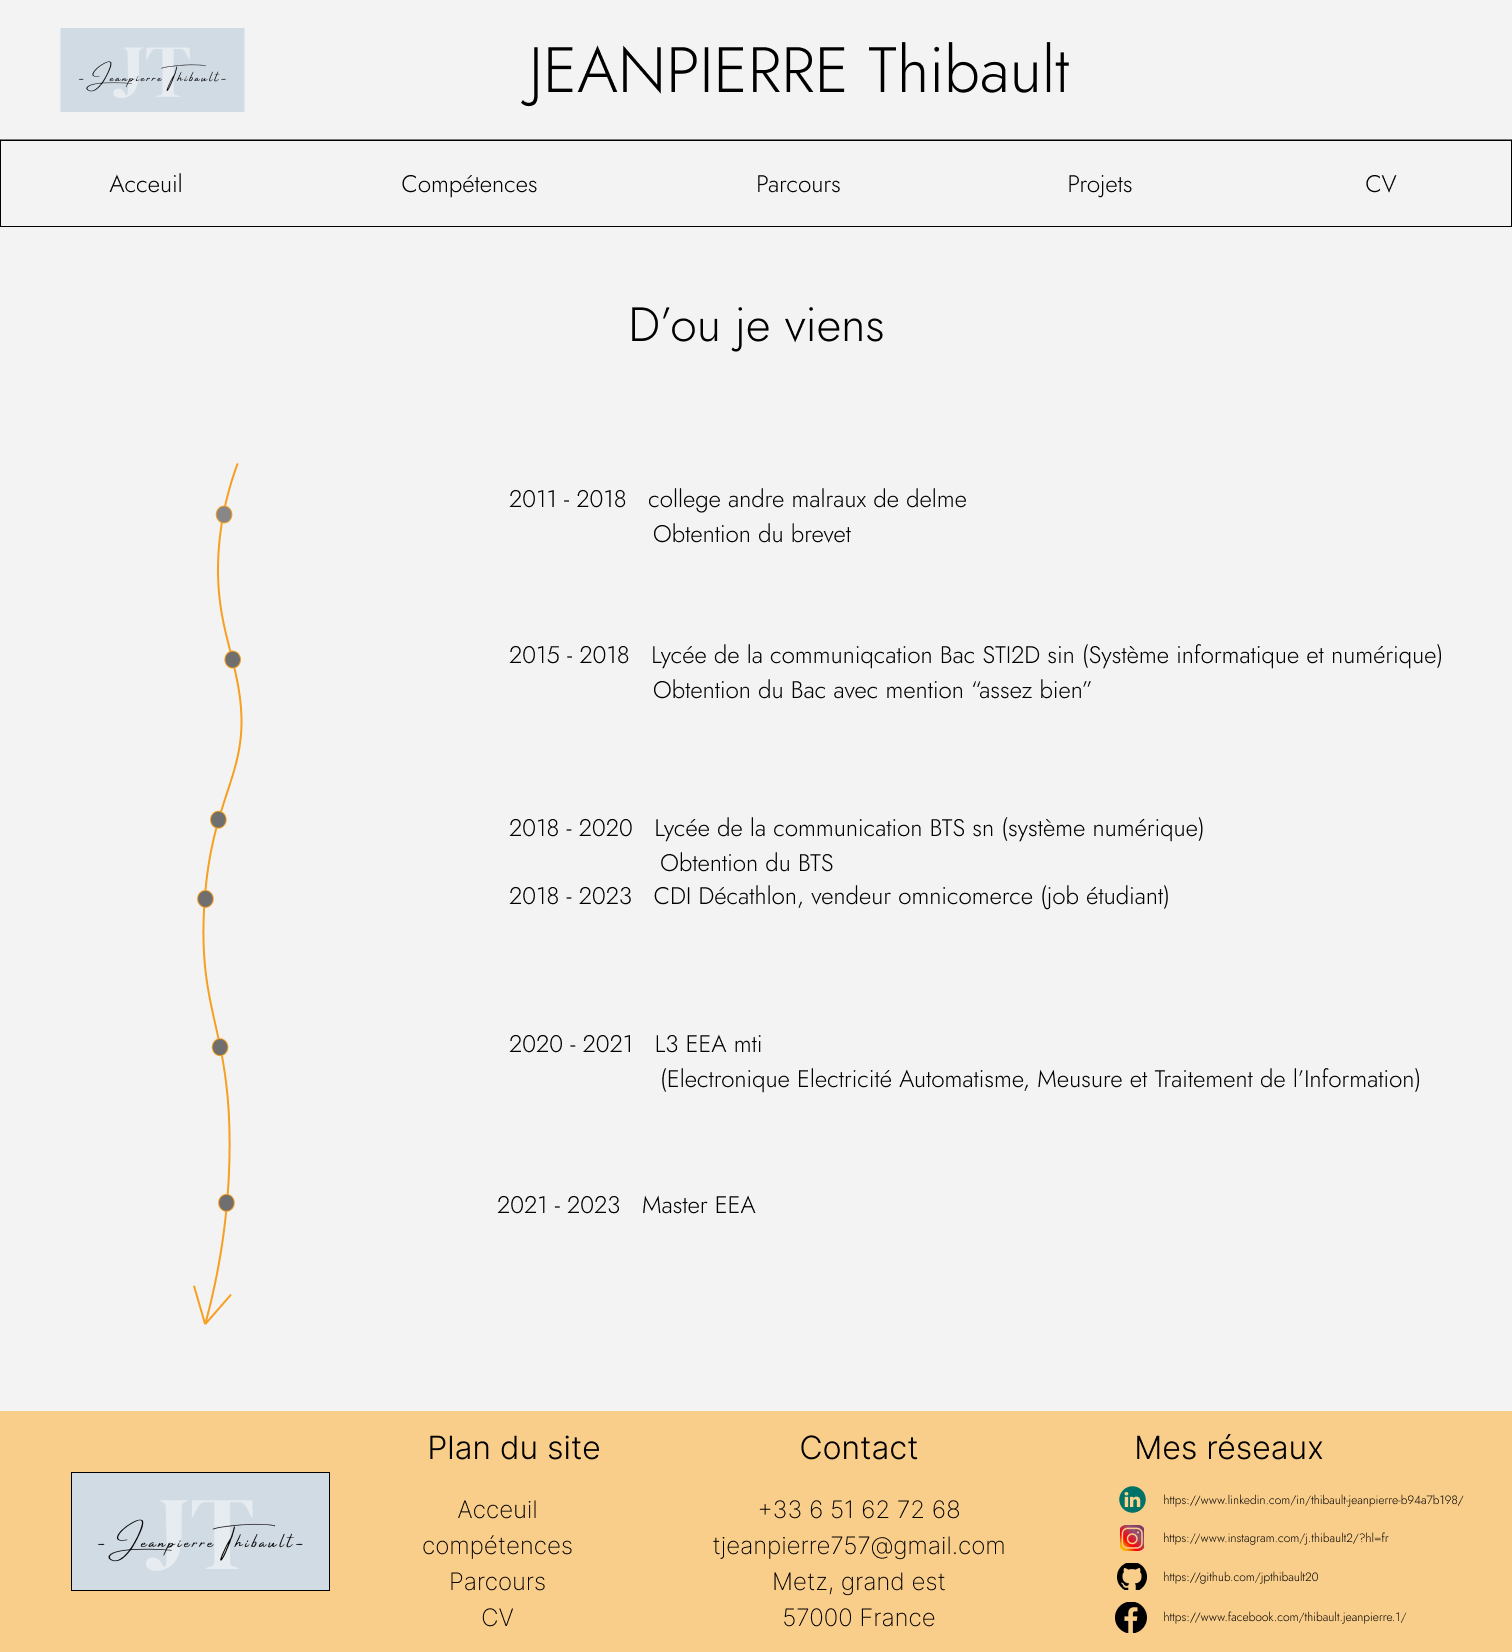 JT
- Jeanpierre Thibault -
JEANPIERRE Thibault
Acceuil Compétences Parcours Projets CV
D’ou je viens
2011 - 2018 college andre malraux de delme
Obtention du brevet
2015 - 2018 Lycée de la communiqcation Bac STI2D sin (Système informatique et numérique)
Obtention du Bac avec mention “assez bien”
2018 - 2020 Lycée de la communication BTS sn (système numérique)
Obtention du BTS
2018 - 2023 CDI Décathlon, vendeur omnicomerce (job étudiant)
2020 - 2021 L3 EEA mti
(Electronique Electricité Automatisme, Meusure et Traitement de l’Information)
2021 - 2023 Master EEA
JT
- Jeanpierre Thibault -
Plan du site
Acceuil
compétences
Parcours
CV
Contact
+33 6 51 62 72 68
tjeanpierre757@gmail.com
Metz, grand est
57000 France
Mes réseaux
in https://www.linkedin.com/in/thibault-jeanpierre-b94a7b198/
https://www.instagram.com/j.thibault2/?hl=fr
https://github.com/jpthibault20
https://www.facebook.com/thibault.jeanpierre.1/